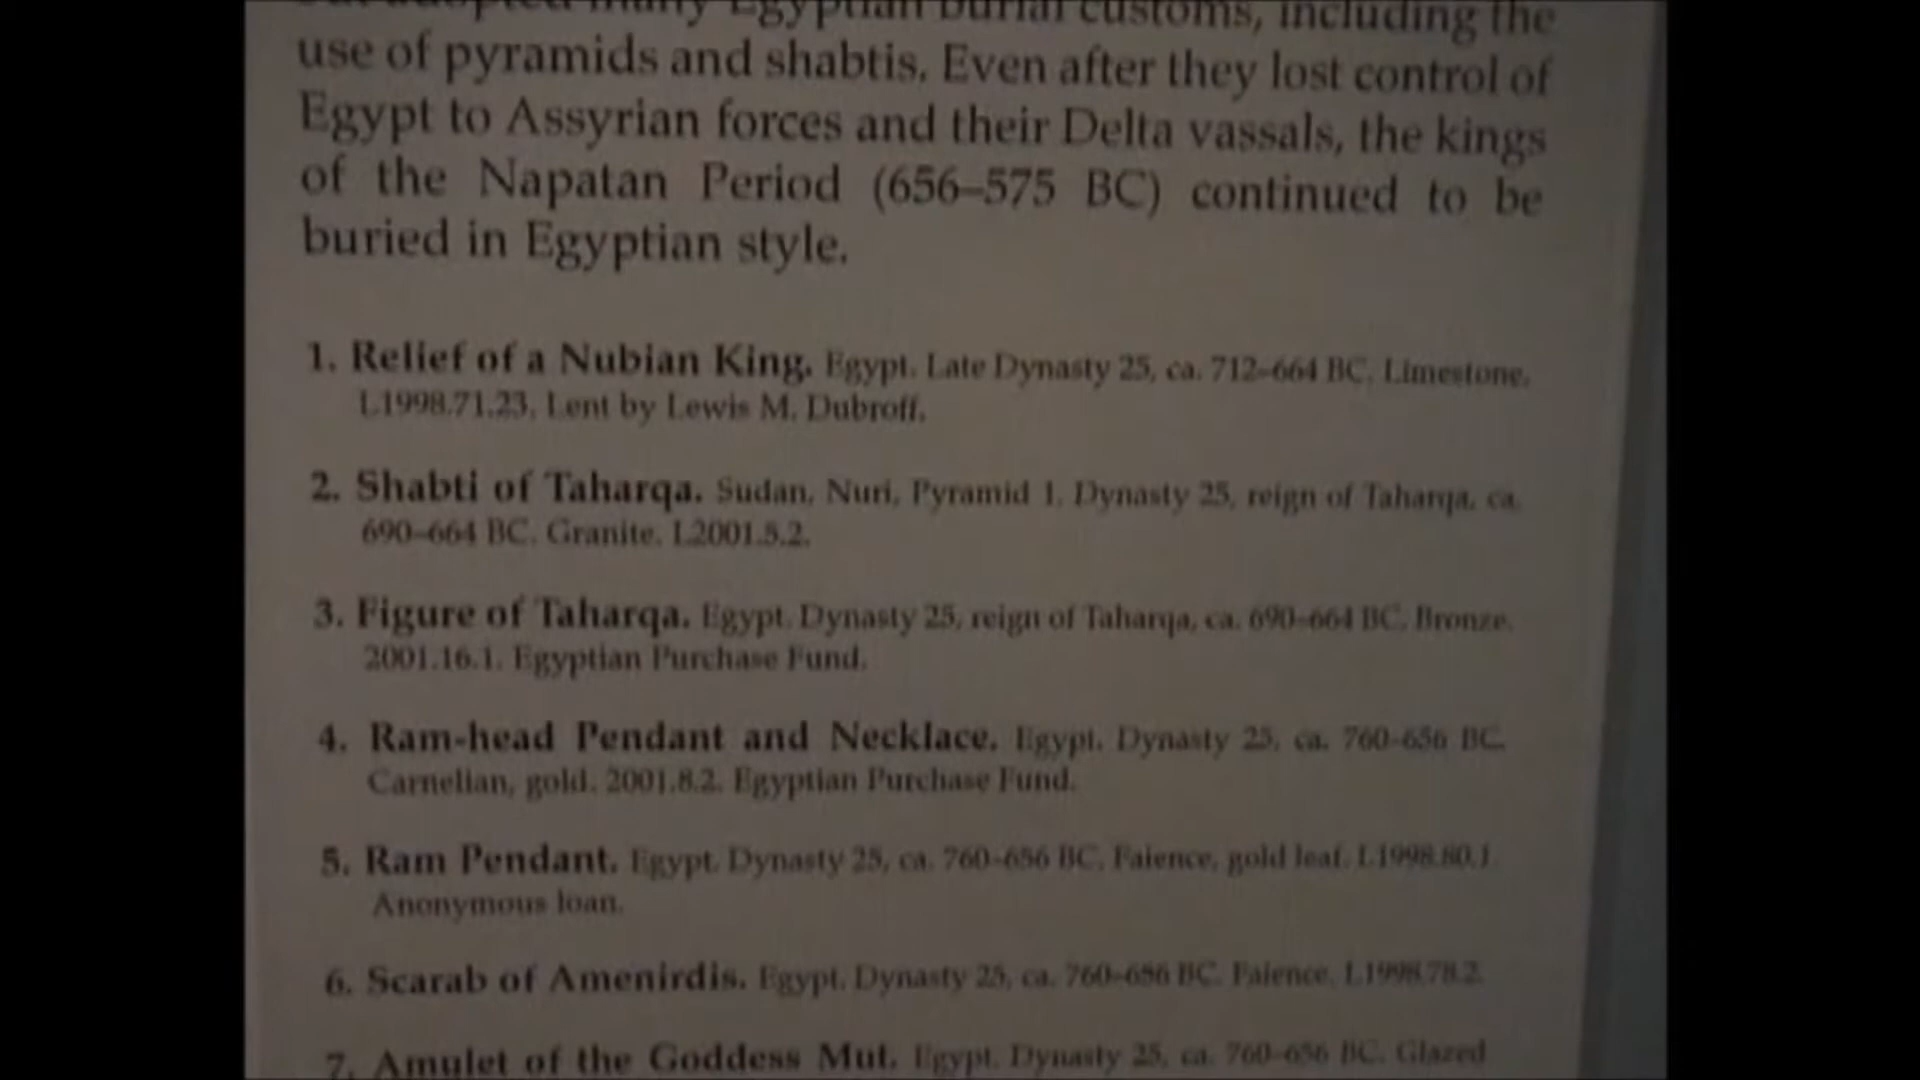 but adopted many Egyptian burial customs, including the
use of pyramids and shabtis. Even after they lost control of
Egypt to Assyrian forces and their Delta vassals, the kings
of the Napatan Period (656–575 BC) continued to be
buried in Egyptian style.
1. Relief of a Nubian King. Egypt. Late Dynasty 25, ca. 712–664 BC. Limestone.
L1998.71.23. Lent by Lewis M. Dubroff.
2. Shabti of Taharqa. Sudan, Nuri, Pyramid 1. Dynasty 25, reign of Taharqa, ca.
690–664 BC. Granite. L2001.5.2.
3. Figure of Taharqa. Egypt. Dynasty 25, reign of Taharqa, ca. 690–664 BC. Bronze.
2001.16.1. Egyptian Purchase Fund.
4. Ram-head Pendant and Necklace. Egypt. Dynasty 25, ca. 760–656 BC.
Carnelian, gold. 2001.8.2. Egyptian Purchase Fund.
5. Ram Pendant. Egypt. Dynasty 25, ca. 760–656 BC. Faience, gold leaf. L1998.80.1.
Anonymous loan.
6. Scarab of Amenirdis. Egypt. Dynasty 25, ca. 760–656 BC. Faience. L1998.78.2.
7. Amulet of the Goddess Mut. Egypt. Dynasty 25, ca. 760–656 BC. Glazed